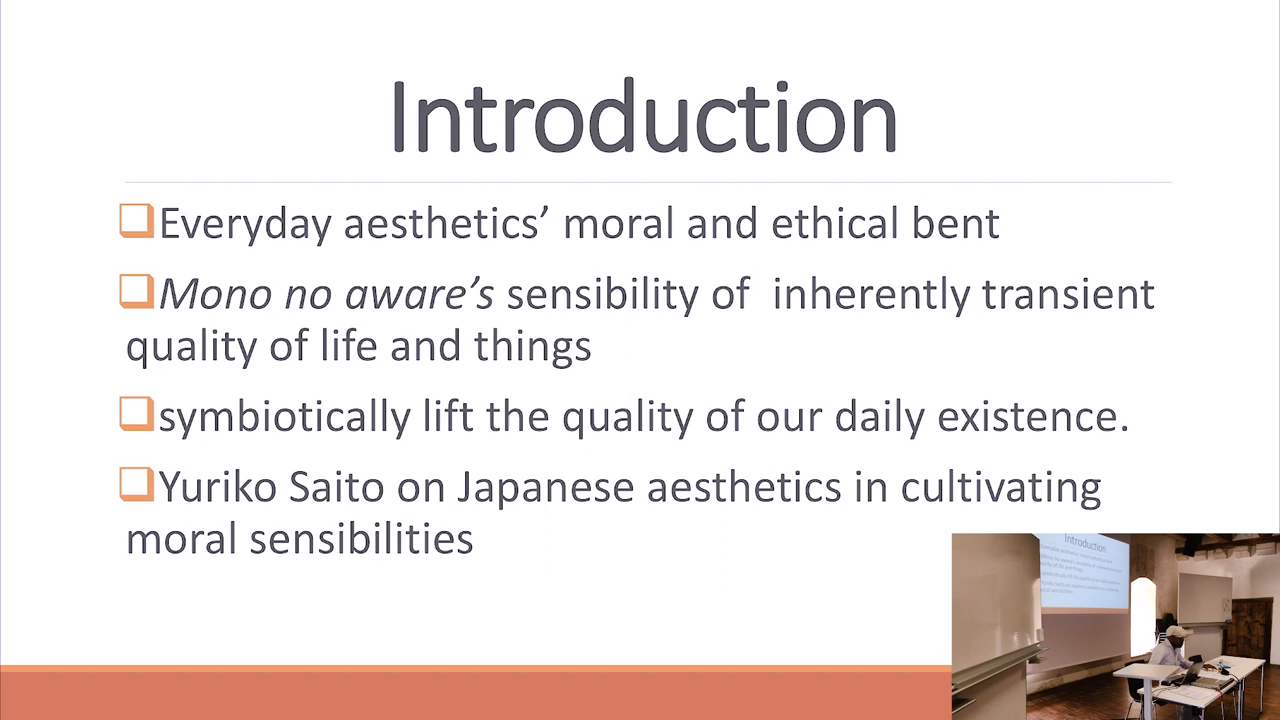 Introduction
Everyday aesthetics’ moral and ethical bent
Mono no aware’s sensibility of  inherently transient
quality of life and things
symbiotically lift the quality of our daily existence.
Yuriko Saito on Japanese aesthetics in cultivating
moral sensibilities
Introduction